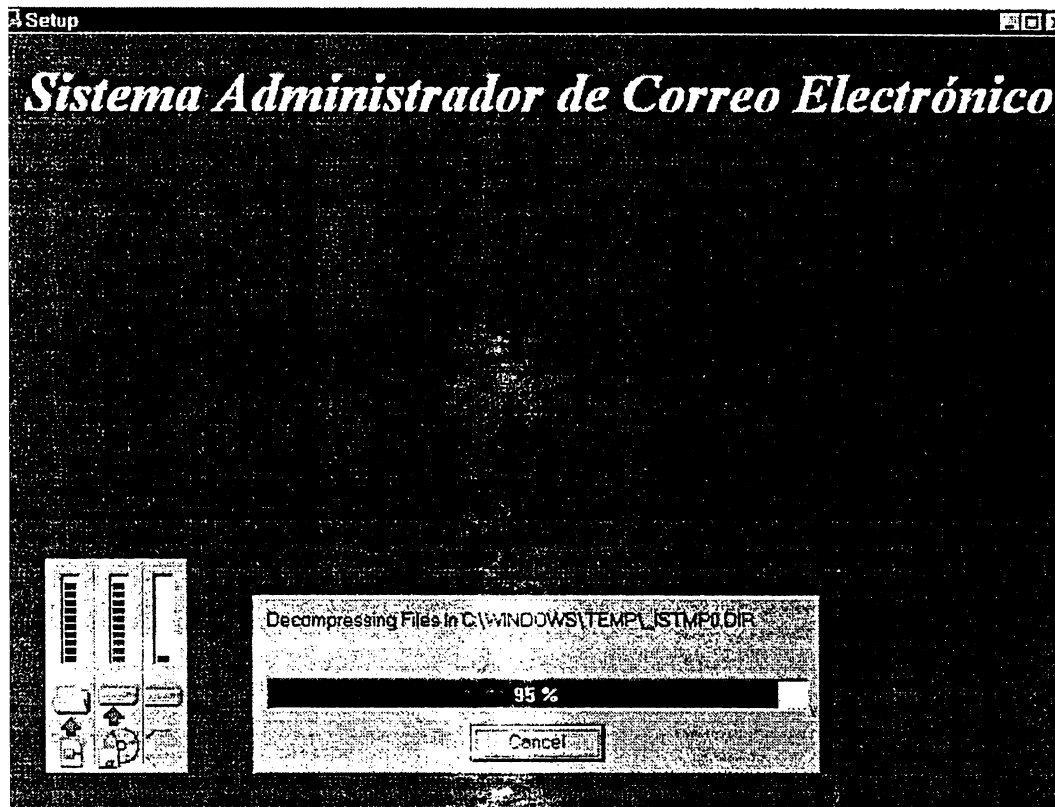 Setup
Sistema Administrador de Correo Electrónico
Decompressing Files in C:\WINDOWS\TEMP\_ISTMP0.DIR
95 %
Cancel